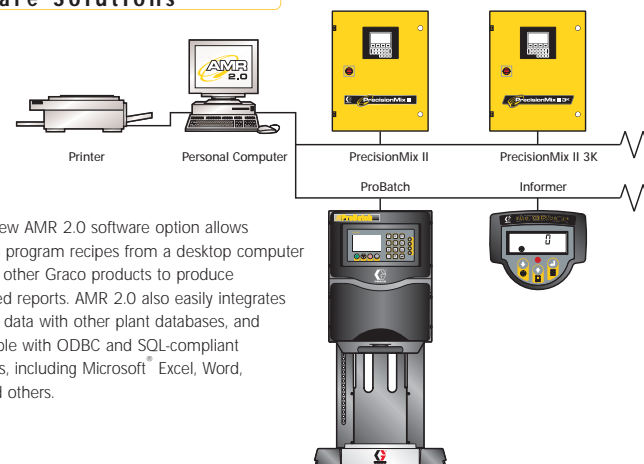 are Solutions
AMR
2.0
PrecisionMix II
PrecisionMix II 3K
Printer
Personal Computer
PrecisionMix II
PrecisionMix II 3K
ProBatch
Informer
ProBatch
ew AMR 2.0 software option allows
program recipes from a desktop computer
other Graco products to produce
ed reports. AMR 2.0 also easily integrates
data with other plant databases, and
ble with ODBC and SQL-compliant
s, including Microsoft® Excel, Word,
d others.